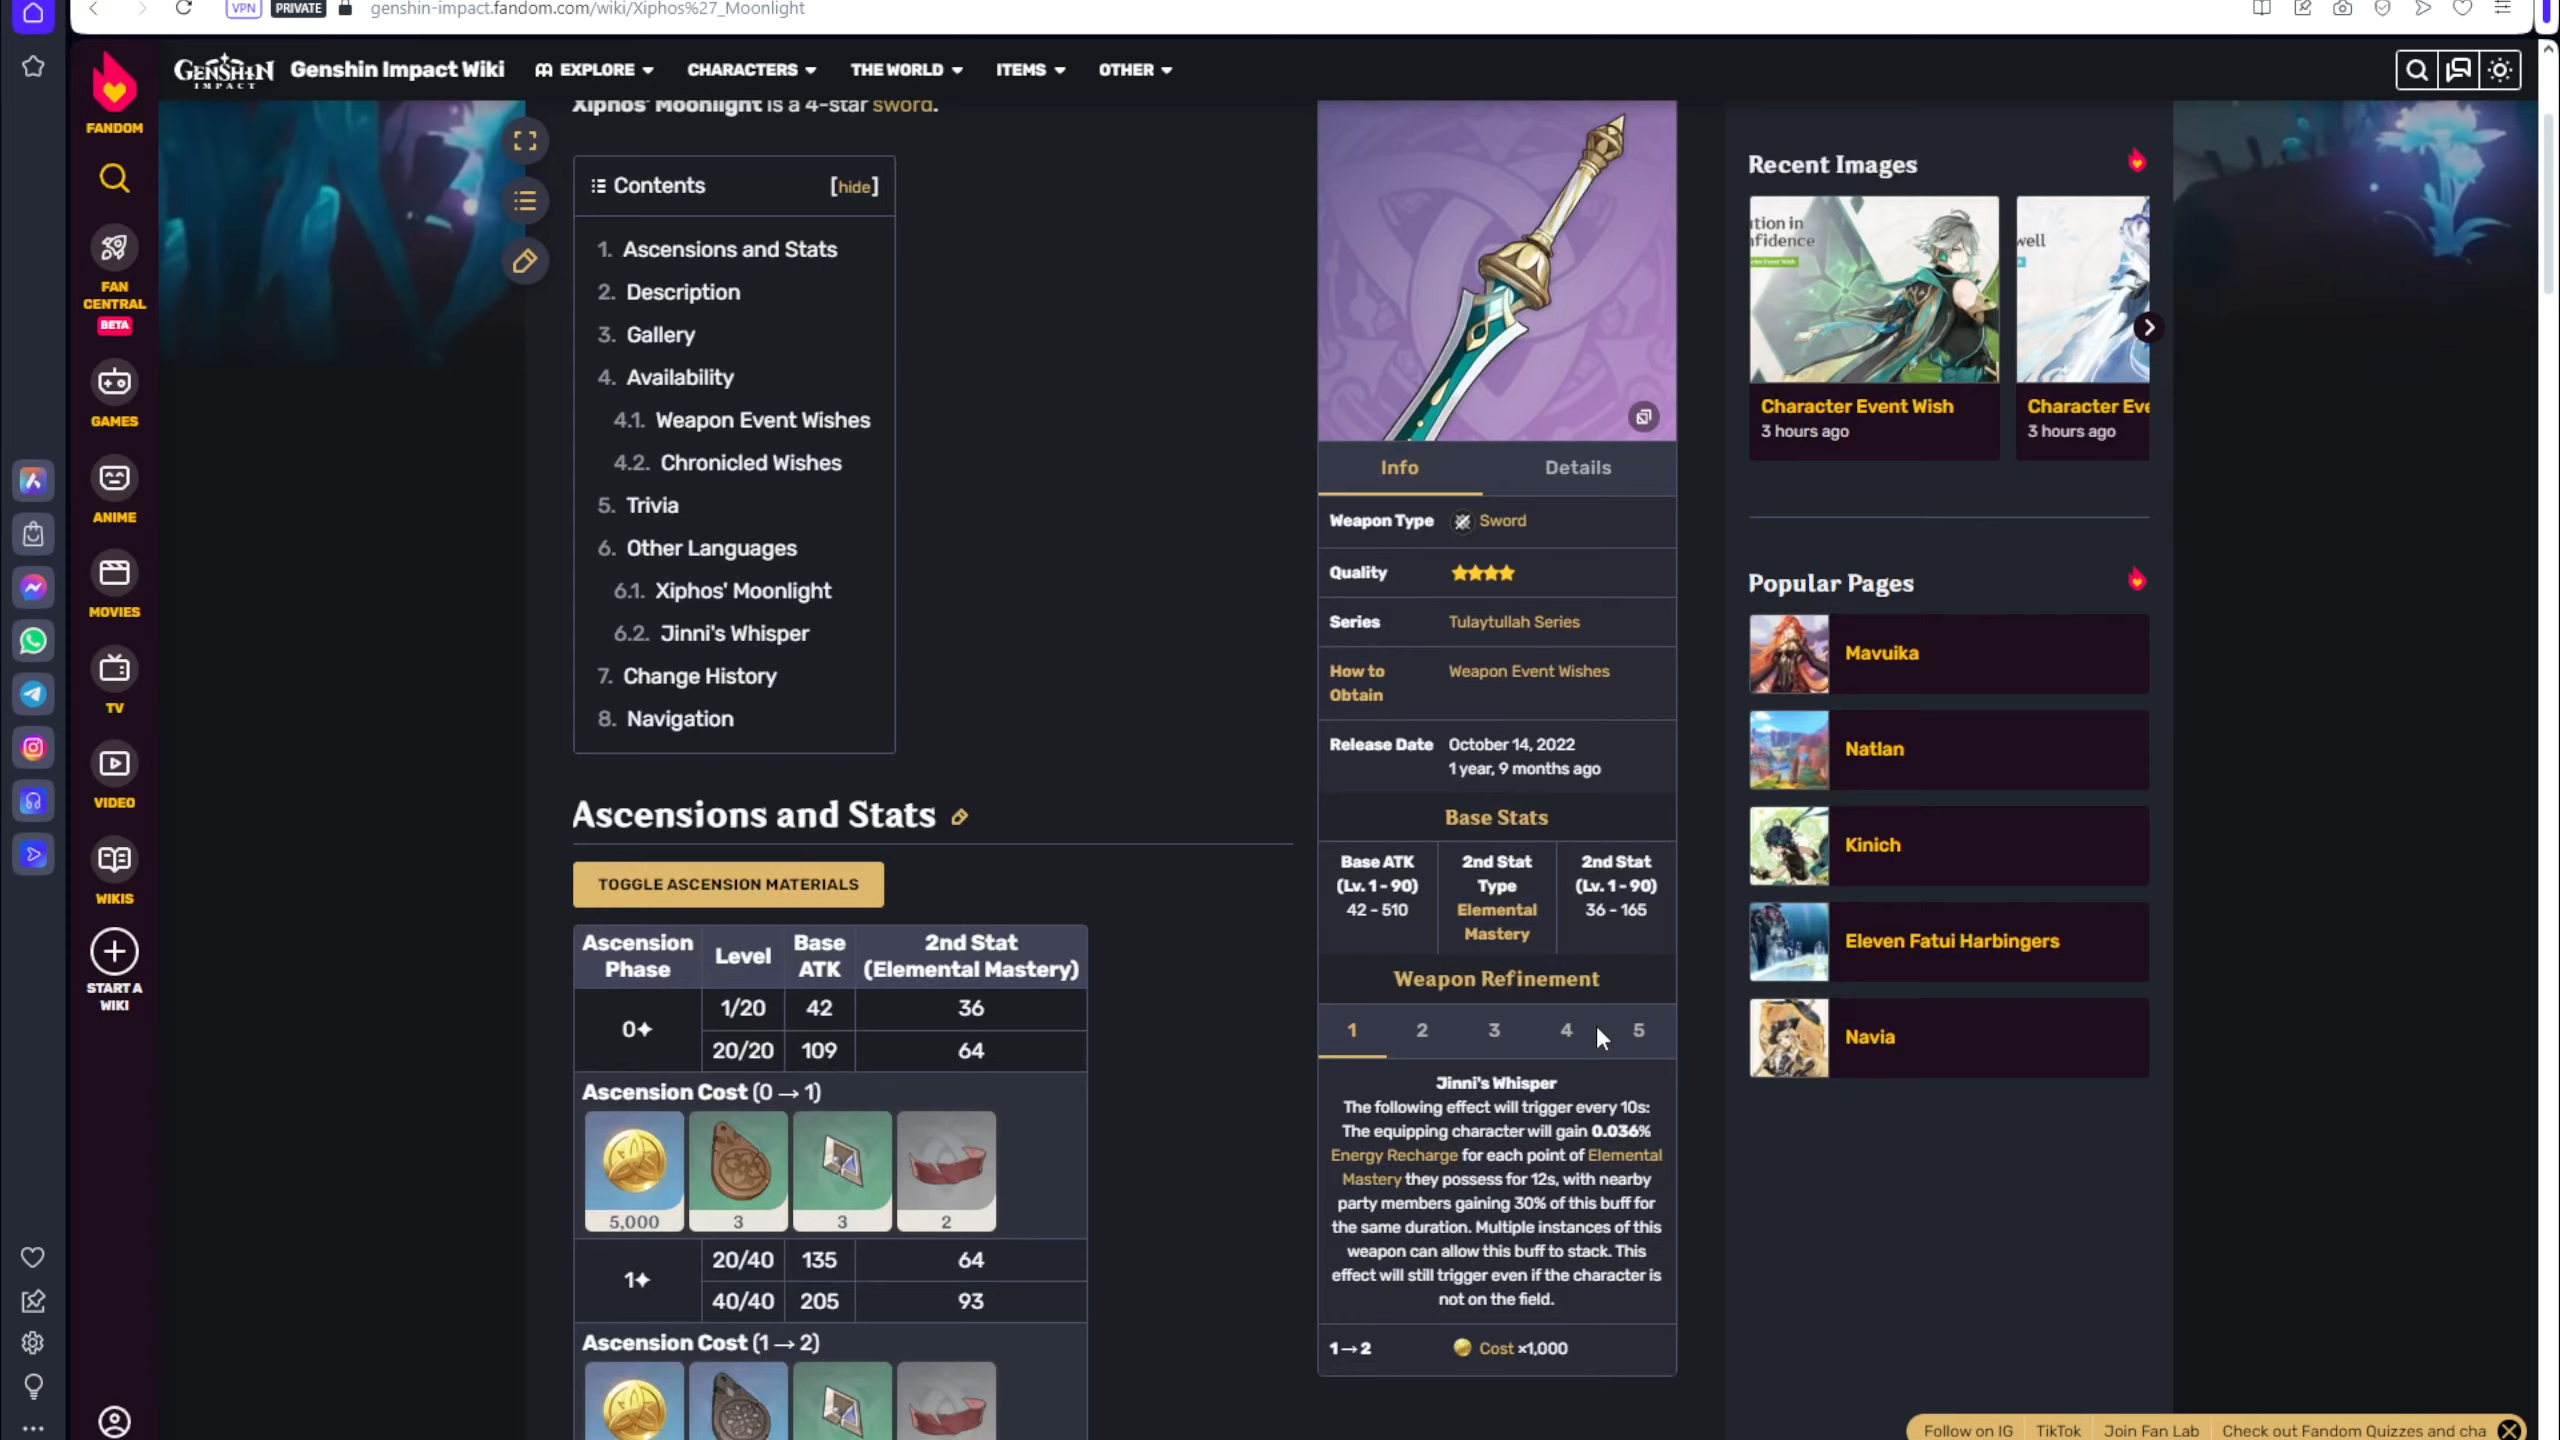 VPN PRIVATE genshin-impact.fandom.com/wiki/Xiphos%27_Moonlight
GENSHIN IMPACT Genshin Impact Wiki EXPLORE CHARACTERS THE WORLD ITEMS OTHER
FANDOM
FAN CENTRAL
BETA
GAMES
ANIME
MOVIES
TV
VIDEO
WIKIS
START A WIKI
Xiphos' Moonlight is a 4-star sword.
Contents [hide]
1. Ascensions and Stats
2. Description
3. Gallery
4. Availability
4.1. Weapon Event Wishes
4.2. Chronicled Wishes
5. Trivia
6. Other Languages
6.1. Xiphos' Moonlight
6.2. Jinni's Whisper
7. Change History
8. Navigation
Ascensions and Stats
TOGGLE ASCENSION MATERIALS
Ascension Phase Level Base ATK 2nd Stat (Elemental Mastery)
0✦ 1/20 42 36
20/20 109 64
Ascension Cost (0 → 1)
5,000 3 3 2
1✦ 20/40 135 64
40/40 205 93
Ascension Cost (1 → 2)
Info Details
Weapon Type Sword
Quality
Series Tulaytullah Series
How to Obtain Weapon Event Wishes
Release Date October 14, 2022
1 year, 9 months ago
Base Stats
Base ATK (Lv. 1 - 90) 42 - 510
2nd Stat Type Elemental Mastery
2nd Stat (Lv. 1 - 90) 36 - 165
Weapon Refinement
1 2 3 4 5
Jinni's Whisper
The following effect will trigger every 10s:
The equipping character will gain 0.036%
Energy Recharge for each point of Elemental
Mastery they possess for 12s, with nearby
party members gaining 30% of this buff for
the same duration. Multiple instances of this
weapon can allow this buff to stack. This
effect will still trigger even if the character is
not on the field.
1→2 Cost ×1,000
Recent Images
ition in
nfidence
well
Character Event Wish
3 hours ago
Character Eve
3 hours ago
Popular Pages
Mavuika
Natlan
Kinich
Eleven Fatui Harbingers
Navia
Follow on IG TikTok Join Fan Lab Check out Fandom Quizzes and cha